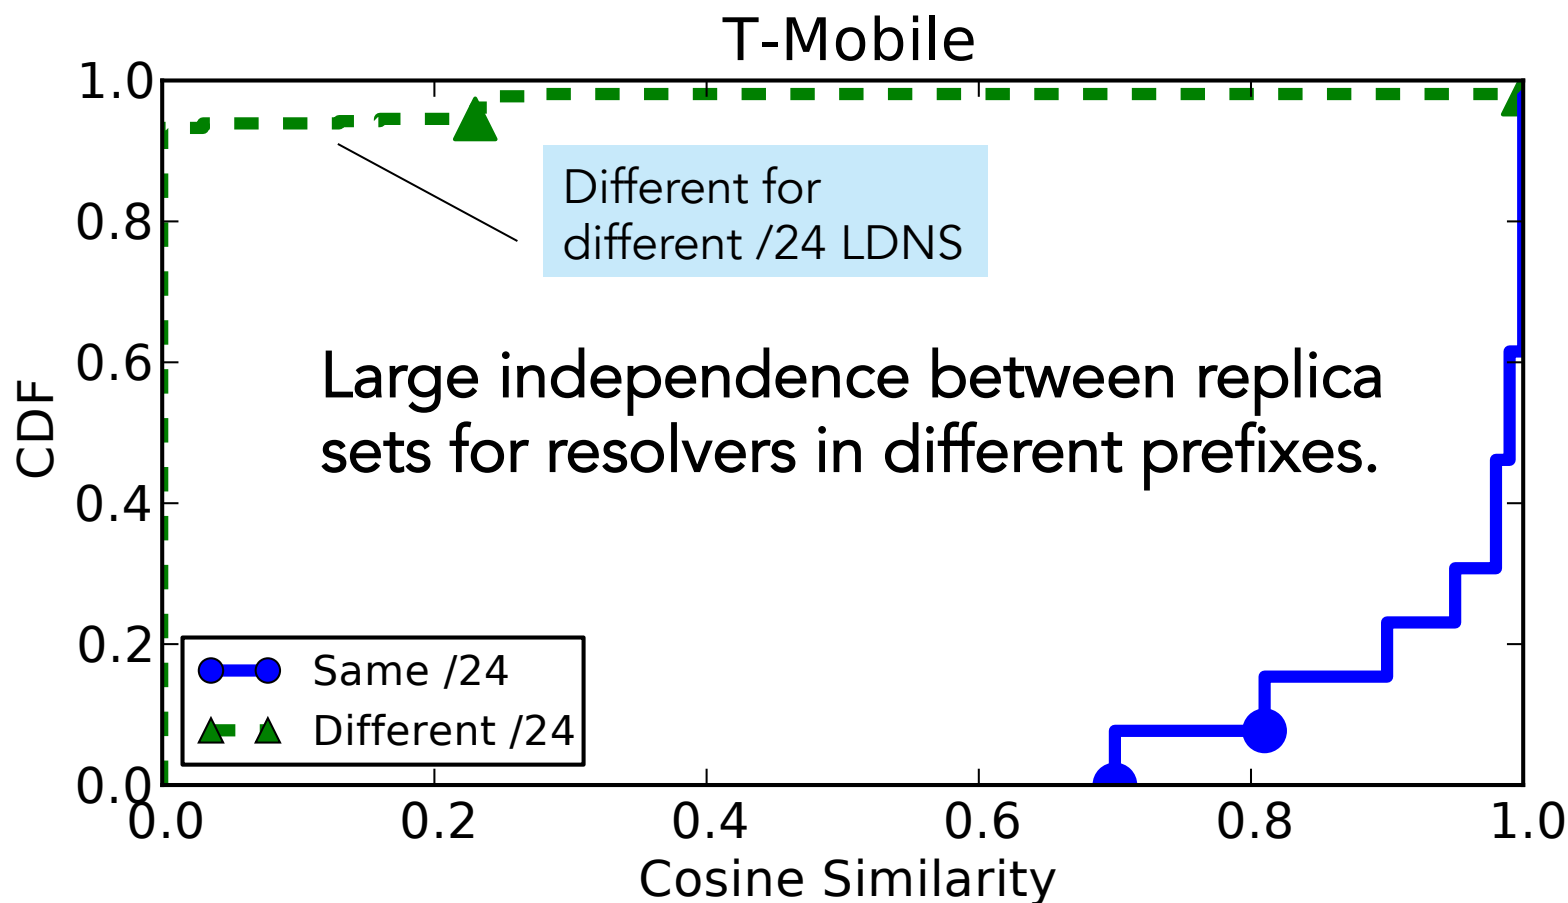 T-Mobile
1.0
0.8
0.6
0.4
0.2
0.0
CDF
Different for
different /24 LDNS
Large independence between replica
sets for resolvers in different prefixes.
Same /24
Different /24
0.0 0.2 0.4 0.6 0.8 1.0
Cosine Similarity